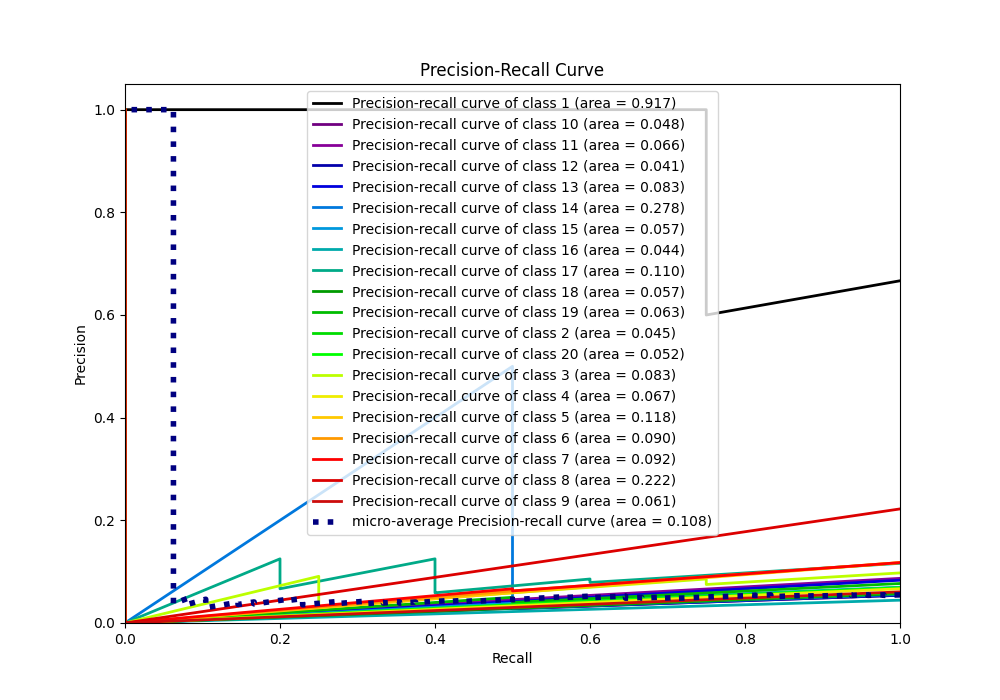 Precision-Recall Curve
Precision-recall curve of class 1 (area = 0.917)
Precision-recall curve of class 10 (area = 0.048)
Precision-recall curve of class 11 (area = 0.066)
Precision-recall curve of class 12 (area = 0.041)
Precision-recall curve of class 13 (area = 0.083)
Precision-recall curve of class 14 (area = 0.278)
Precision-recall curve of class 15 (area = 0.057)
Precision-recall curve of class 16 (area = 0.044)
Precision-recall curve of class 17 (area = 0.110)
Precision-recall curve of class 18 (area = 0.057)
Precision-recall curve of class 19 (area = 0.063)
Precision-recall curve of class 2 (area = 0.045)
Precision-recall curve of class 20 (area = 0.052)
Precision-recall curve of class 3 (area = 0.083)
Precision-recall curve of class 4 (area = 0.067)
Precision-recall curve of class 5 (area = 0.118)
Precision-recall curve of class 6 (area = 0.090)
Precision-recall curve of class 7 (area = 0.092)
Precision-recall curve of class 8 (area = 0.222)
Precision-recall curve of class 9 (area = 0.061)
micro-average Precision-recall curve (area = 0.108)
Precision
1.0
0.8
0.6
0.4
0.2
0.0
0.0 0.2 0.4 0.6 0.8 1.0
Recall